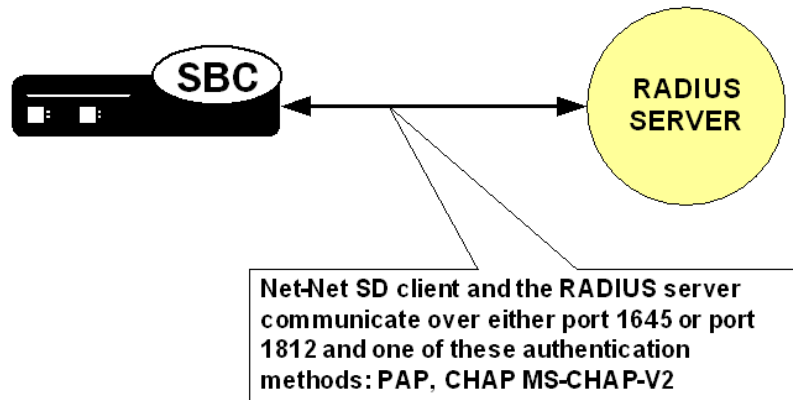 SBC
RADIUS
SERVER
Net-Net SD client and the RADIUS server
communicate over either port 1645 or port
1812 and one of these authentication
methods: PAP, CHAP MS-CHAP-V2